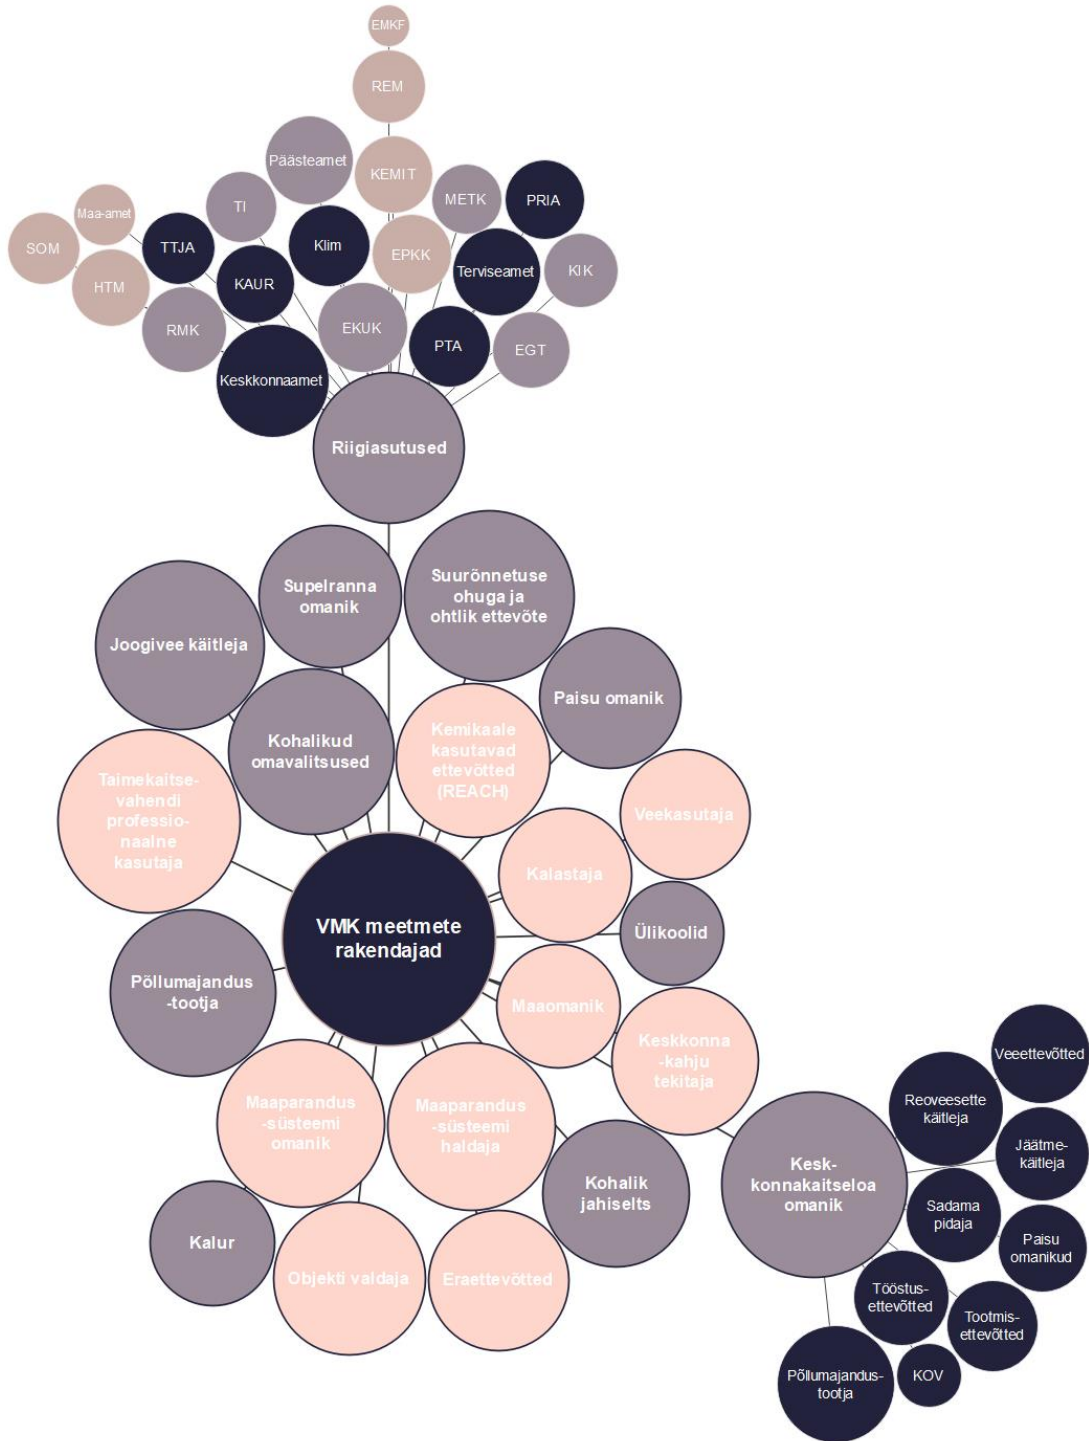 EMKF
REM
Päästeamet
KEMIT
METK
PRIA
TI
Maa-amet
SOM
TTJA
Klim
EPKK
Terviseamet
KIK
HTM
KAUR
RMK
EKUK
PTA
EGT
Keskkonnaamet
Riigiasutused
Supelranna
omanik
Suurõnnetuse
ohuga ja
ohtlik ettevõte
Joogivee käitleja
Paisu omanik
Kohalikud
omavalitsused
Kemikaale
kasutavad
ettevõtted
(REACH)
Taimekaitse-
vahendi
professio-
naalne
kasutaja
Veekasutaja
Kalastaja
VMK meetmete
rakendajad
Ülikoolid
Põllumajandus
-tootja
Maaomanik
Keskkonna
-kahju
tekitaja
Maaparandus
-süsteemi
omanik
Maaparandus
-süsteemi
haldaja
Kohalik
jahiselts
Kalur
Objekti valdaja
Eraettevõtted
Kesk-
konnakaitseloa
omanik
Veeettevõtted
Reoveesette
käitleja
Jäätme-
käitleja
Sadama
pidaja
Paisu
omanikud
Tööstus-
ettevõtted
Tootmis-
ettevõtted
Põllumajandus-
tootja
KOV